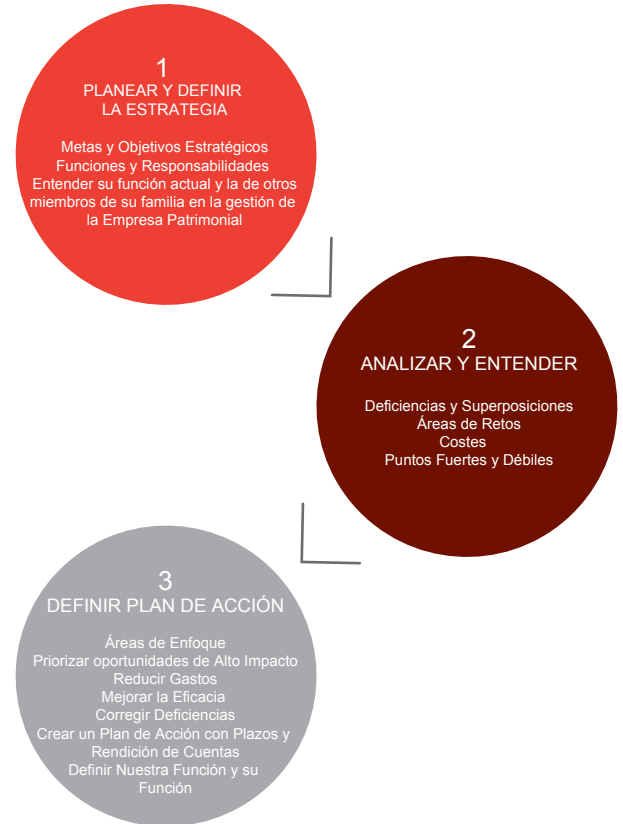 1
PLANEAR Y DEFINIR
LA ESTRATEGIA
Metas y Objetivos Estratégicos
Funciones y Responsabilidades
Entender su función actual y la de otros
miembros de su familia en la gestión de
la Empresa Patrimonial
2
ANALIZAR Y ENTENDER
Deficiencias y Superposiciones
Áreas de Retos
Costes
Puntos Fuertes y Débiles
3
DEFINIR PLAN DE ACCIÓN
Áreas de Enfoque
Priorizar oportunidades de Alto Impacto
Reducir Gastos
Mejorar la Eficacia
Corregir Deficiencias
Crear un Plan de Acción con Plazos y
Rendición de Cuentas
Definir Nuestra Función y su
Función